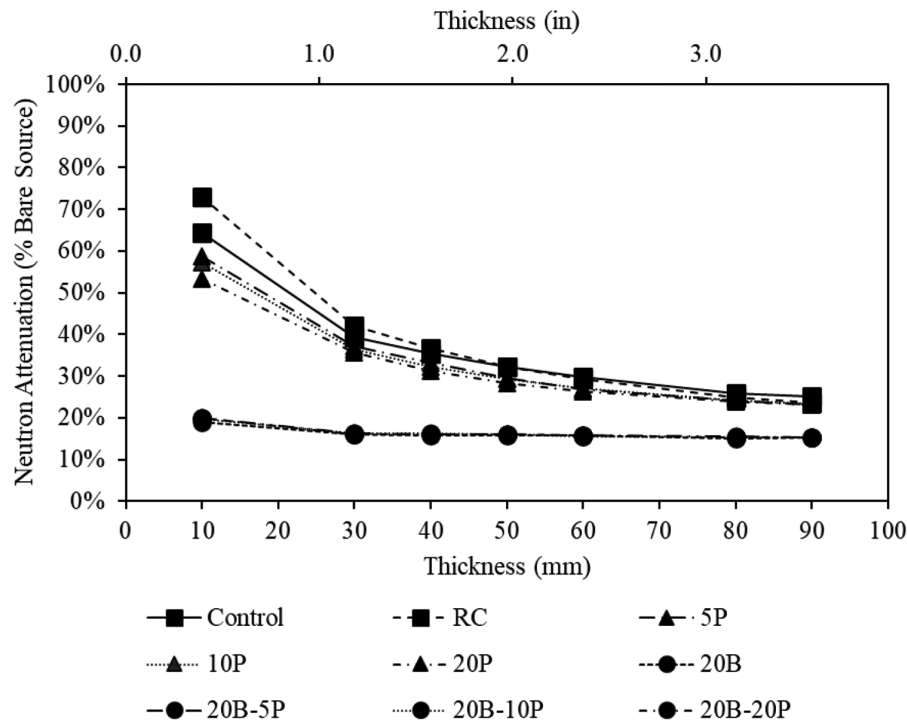 Thickness (in)
0.0 1.1 2.0 3.1
100%
90%
80%
70%
60%
50%
40%
30%
20%
10%
0%
Neutron Attenuation (% Bare Source)
0 10 20 30 40 50 60 70 80 90 100
Thickness (mm)
Control RC 5P
10P 20P 20B
20B-5P 20B-10P 20B-20P